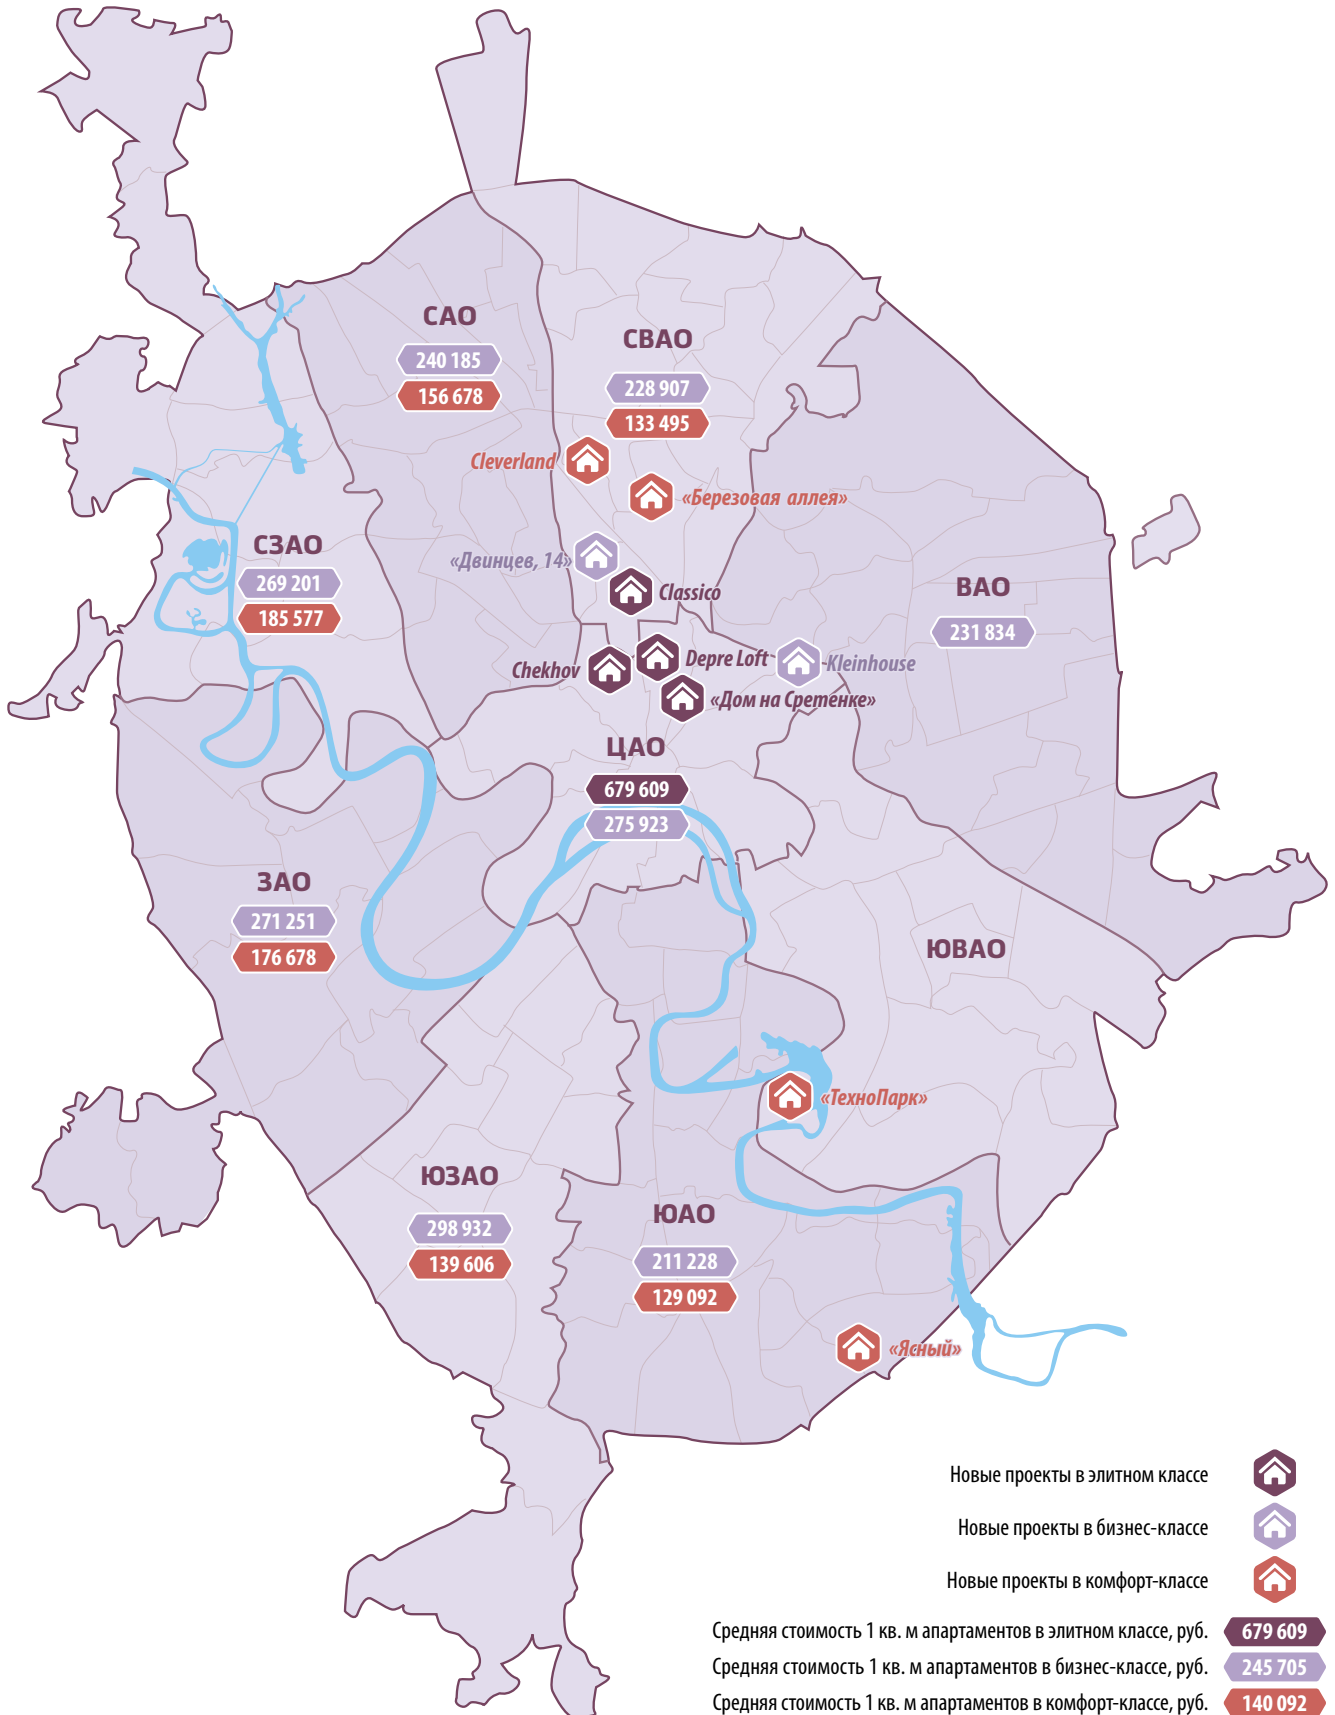 САО
240 185
156 678
СВАО
228 907
133 495
Cleverland
«Березовая аллея»
СЗАО
269 201
185 577
«Двинцев, 14»
Classico
ВАО
231 834
Chekhov
Depre Loft
Kleinhouse
«Дом на Сретенке»
ЦАО
679 609
275 923
ЗАО
271 251
176 678
ЮВАО
«ТехноПарк»
ЮЗАО
298 932
139 606
ЮАО
211 228
129 092
«Ясный»
Новые проекты в элитном классе
Новые проекты в бизнес-классе
Новые проекты в комфорт-классе
Средняя стоимость 1 кв. м апартаментов в элитном классе, руб. 679 609
Средняя стоимость 1 кв. м апартаментов в бизнес-классе, руб. 245 705
Средняя стоимость 1 кв. м апартаментов в комфорт-классе, руб. 140 092